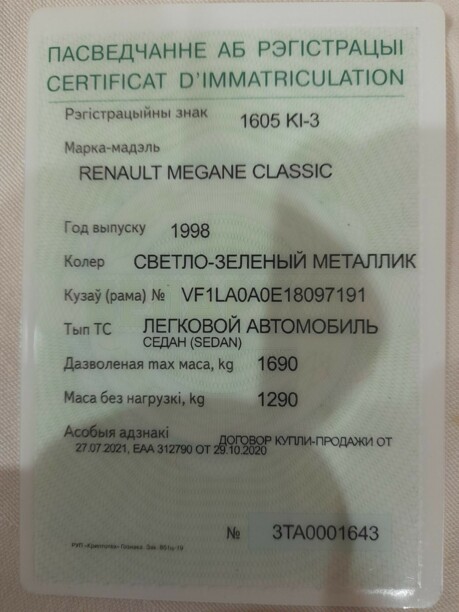 ПАСВЕДЧАННЕ АБ РЭГІСТРАЦЫІ
CERTIFICAT D'IMMATRICULATION
Рэгістрацыйны знак 1605 KI-3
Марка-мадэль
RENAULT MEGANE CLASSIC
Год выпуску 1998
Колер СВЕТЛО-ЗЕЛЕНЫЙ МЕТАЛЛИК
Кузаў (рама) № VF1LA0A0E18097191
Тып ТС ЛЕГКОВОЙ АВТОМОБИЛЬ
СЕДАН (SEDAN)
Дазволеная max маса, kg 1690
Маса без нагрузкі, kg 1290
Асобыя адзнакі ДОГОВОР КУПЛИ-ПРОДАЖИ ОТ
27.07.2021, EAA 312790 ОТ 29.10.2020
№ 3TA0001643